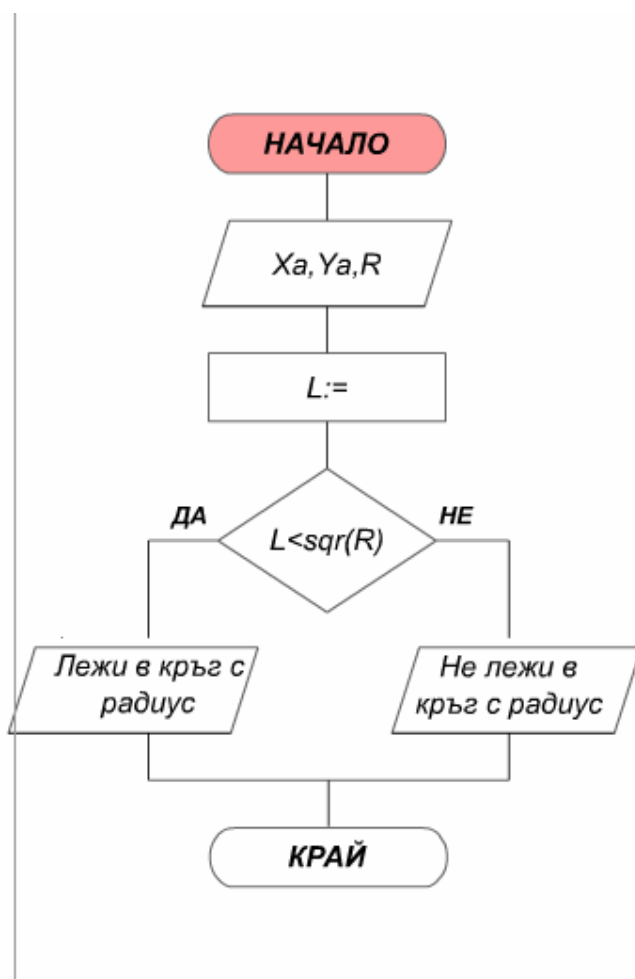 НАЧАЛО
Xa,Ya,R
L:=
ДА
НЕ
L<sqr(R)
Лежи в кръг с
радиус
Не лежи в
кръг с радиус
КРАЙ